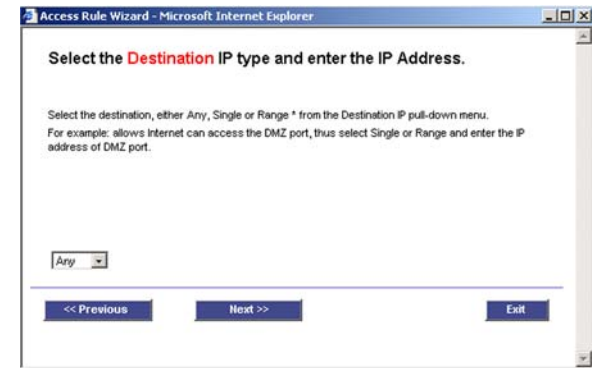 Access Rule Wizard - Microsoft Internet Explorer
Select the Destination IP type and enter the IP Address.
Select the destination, either Any, Single or Range * from the Destination IP pull-down menu.
For example: allows Internet can access the DMZ port, thus select Single or Range and enter the IP
address of DMZ port.
Any
<< Previous Next >> Exit